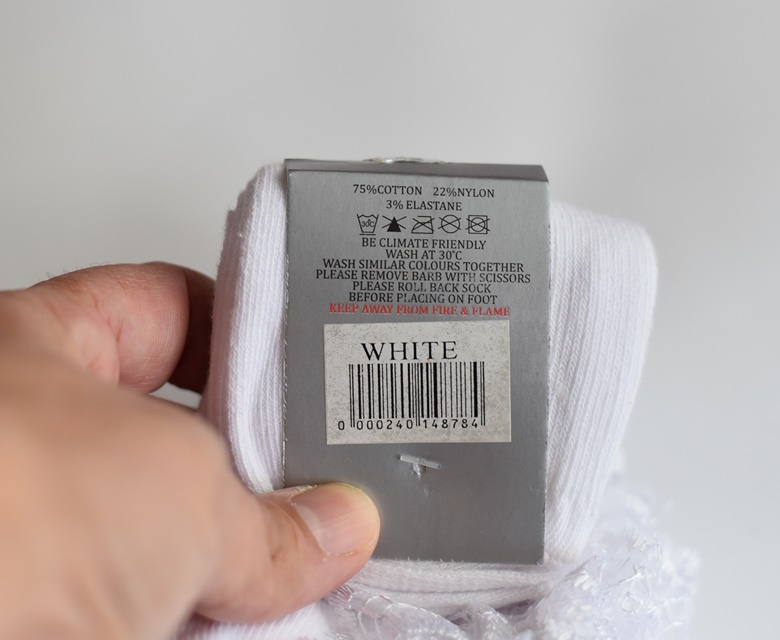 75%COTTON 22%NYLON
3% ELASTANE
30C
BE CLIMATE FRIENDLY
WASH AT 30°C
WASH SIMILAR COLOURS TOGETHER
PLEASE REMOVE BARB WITH SCISSORS
PLEASE ROLL BACK SOCK
BEFORE PLACING ON FOOT
KEEP AWAY FROM FIRE & FLAME
WHITE
0 000240 148784